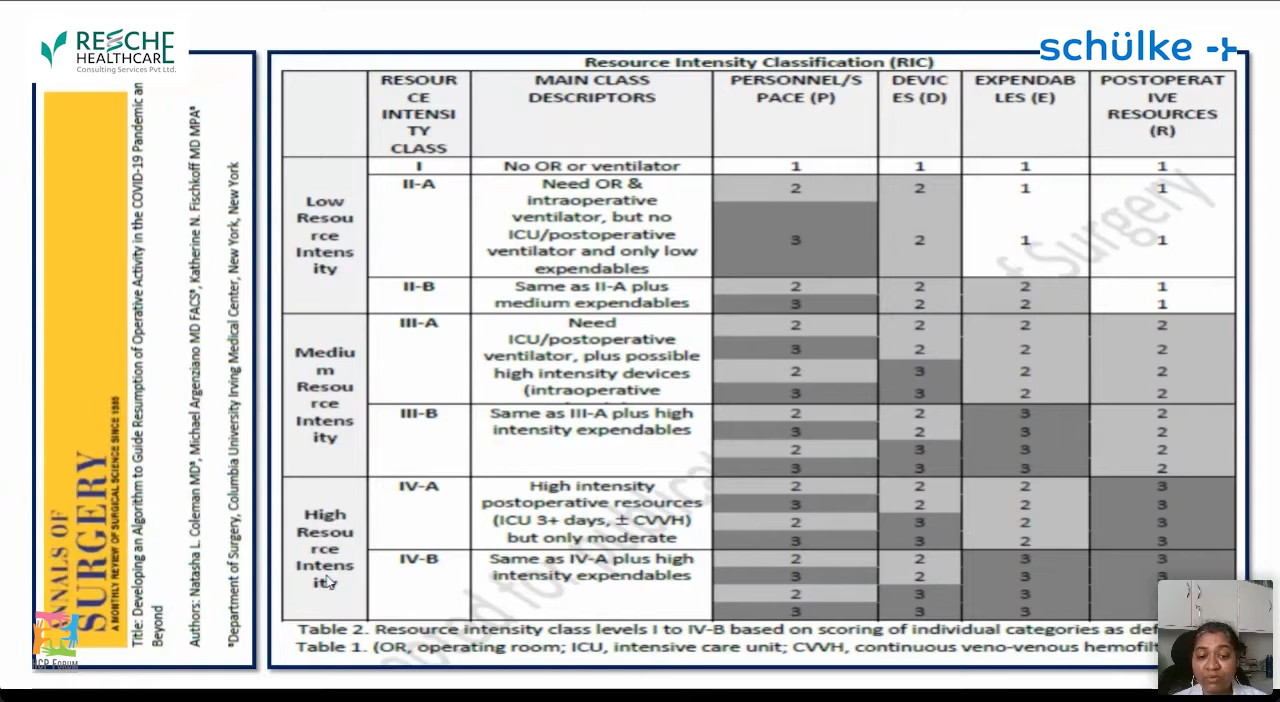 RESCHE
HEALTHCARE
Consulting Services Pvt Ltd.
schülke
ANNALS OF
SURGERY
A MONTHLY REVIEW OF SURGICAL SCIENCE SINCE 1885
Title: Developing an Algorithm to Guide Resumption of Operative Activity in the COVID-19 Pandemic an
Beyond
Authors: Natasha L. Coleman MDª, Michael Argenziano MD FACSª, Katherine N. Fischkoff MD MPAª
ªDepartment of Surgery, Columbia University Irving Medical Center, New York, New York
Resource Intensity Classification (RIC)
RESOUR
CE
INTENSI
TY
CLASS
MAIN CLASS
DESCRIPTORS
PERSONNEL/S
PACE (P)
DEVIC
ES (D)
EXPENDAB
LES (E)
POSTOPERAT
IVE
RESOURCES
(R)
Low
Resou
rce
Intens
ity
I No OR or ventilator 1 1 1 1
II-A
Need OR &
intraoperative
ventilator, but no
ICU/postoperative
ventilator and only low
expendables
2 2 1 1
3 2 1 1
II-B
Same as II-A plus
medium expendables
2 2 2 1
3 2 2 1
Mediu
m
Resou
rce
Intens
ity
III-A
Need
ICU/postoperative
ventilator, plus possible
high intensity devices
(intraoperative
2 2 2 2
3 2 2 2
2 3 2 2
3 3 2 2
III-B
Same as III-A plus high
intensity expendables
2 2 3 2
3 2 3 2
2 3 3 2
3 3 3 2
High
Resou
rce
Intens
ity
IV-A
High intensity
postoperative resources
(ICU 3+ days, ± CVVH)
but only moderate
2 2 2 3
3 2 2 3
2 3 2 3
3 3 2 3
IV-B
Same as IV-A plus high
intensity expendables
2 2 3 3
3 2 3 3
2 3 3
3 3 3
Table 2. Resource intensity class levels I to IV-B based on scoring of individual categories as def
Table 1. (OR, operating room; ICU, intensive care unit; CVVH, continuous veno-venous hemofilt
of Surgery
for publica
Forum